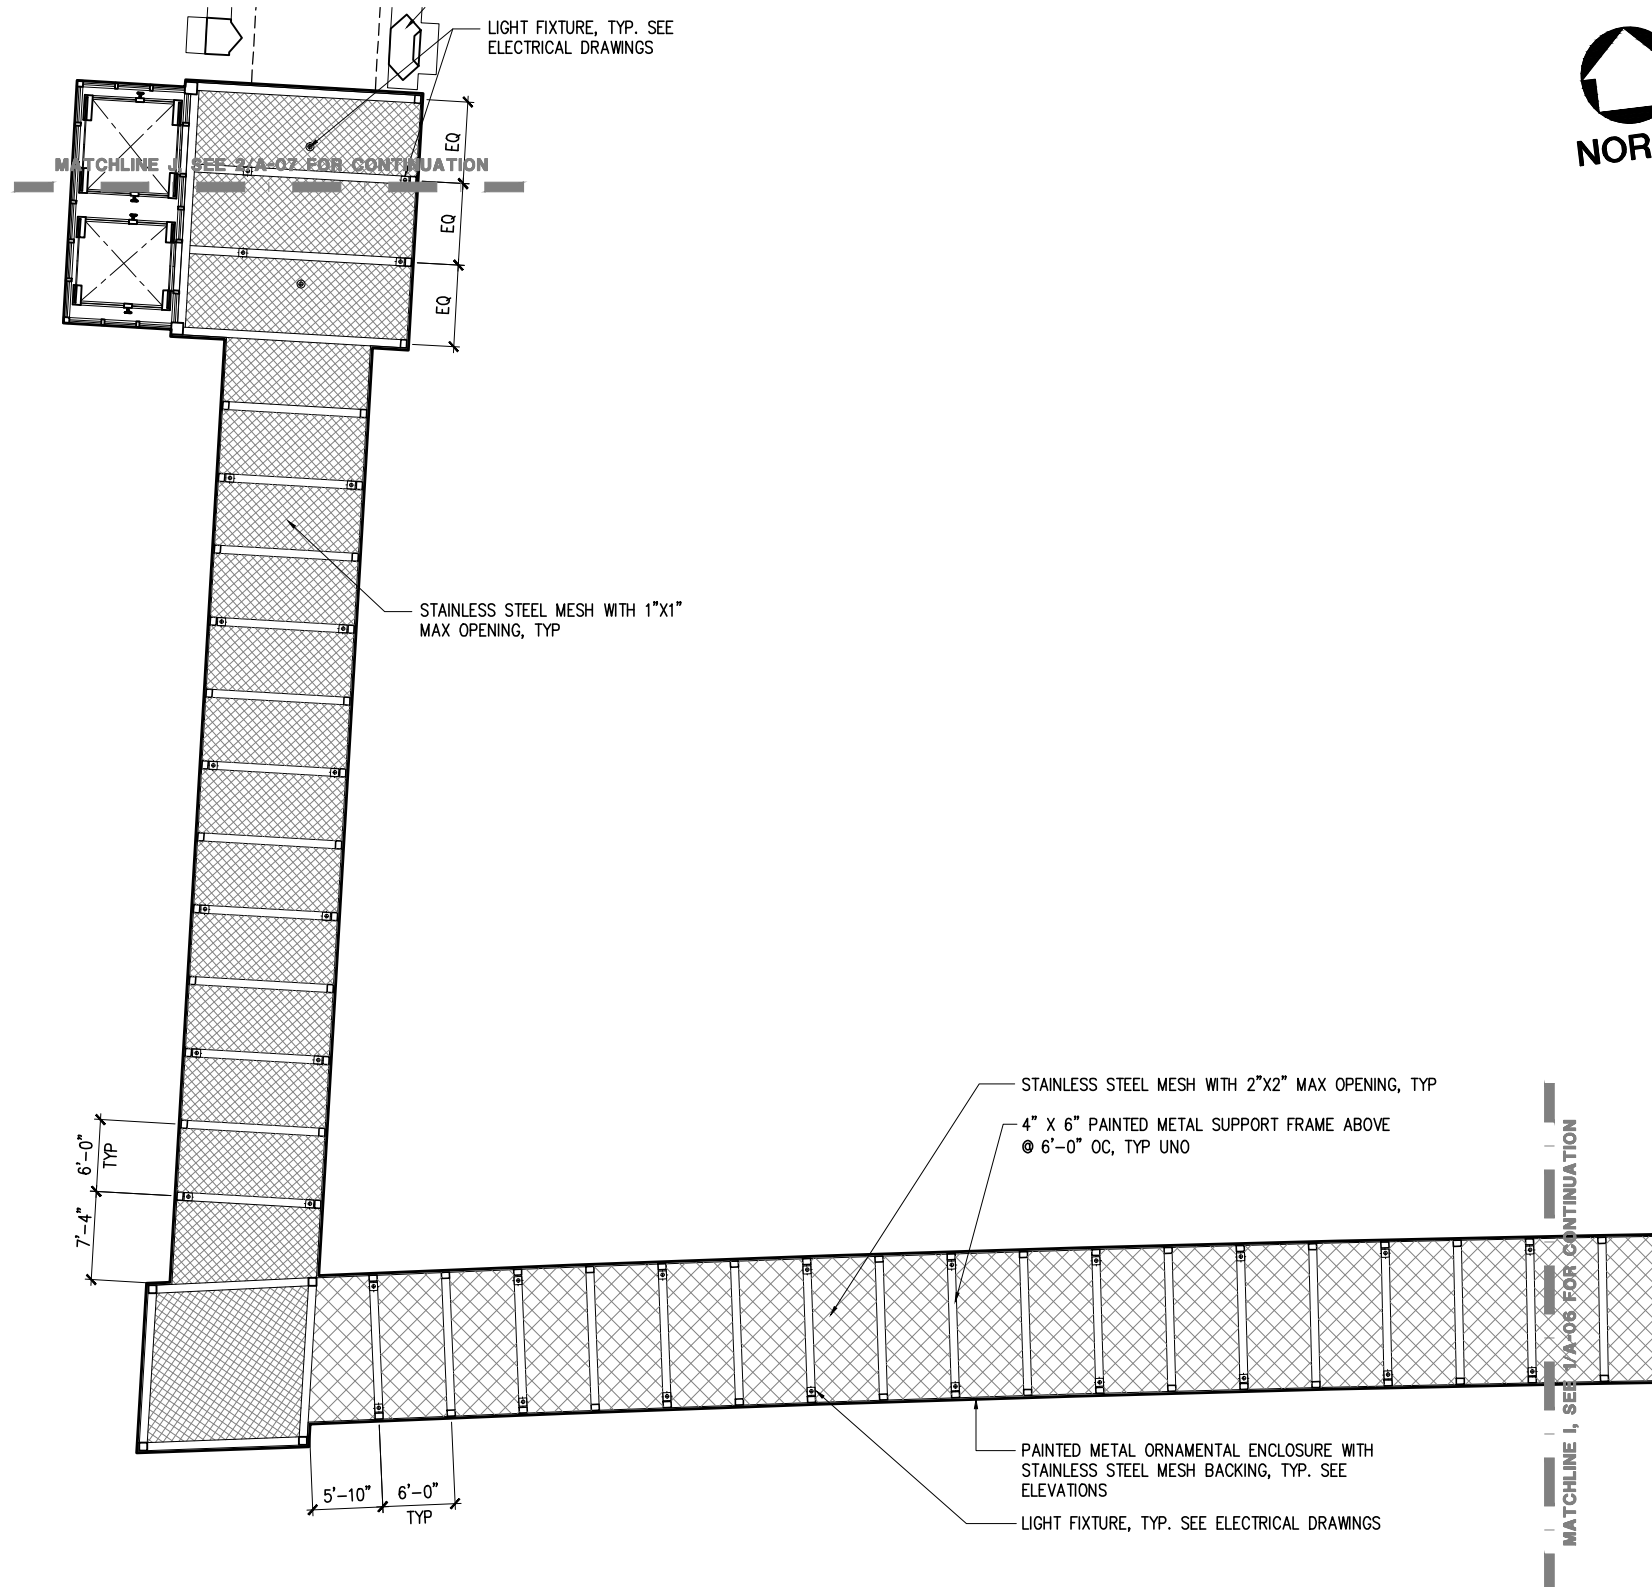 LIGHT FIXTURE, TYP. SEE
ELECTRICAL DRAWINGS
NOR
MATCHLINE J, SEE 2/A-07 FOR CONTINUATION
EQ
EQ
EQ
STAINLESS STEEL MESH WITH 1"X1"
MAX OPENING, TYP
STAINLESS STEEL MESH WITH 2"X2" MAX OPENING, TYP
4" X 6" PAINTED METAL SUPPORT FRAME ABOVE
@ 6'-0" OC, TYP UNO
6'-0"
TYP
7'-4"
MATCHLINE I, SEE 1/A-06 FOR CONTINUATION
PAINTED METAL ORNAMENTAL ENCLOSURE WITH
STAINLESS STEEL MESH BACKING, TYP. SEE
ELEVATIONS
5'-10"
6'-0"
TYP
LIGHT FIXTURE, TYP. SEE ELECTRICAL DRAWINGS